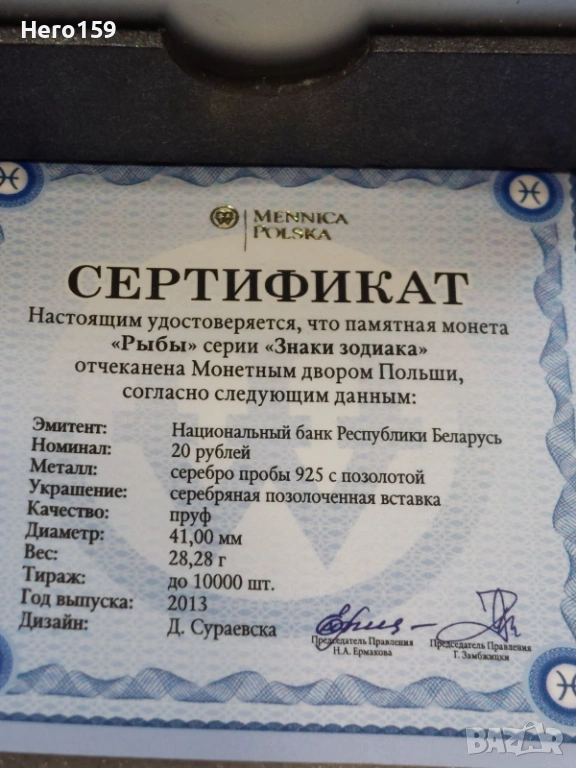 Hero159
MENNICA
POLSKA
СЕРТИФИКАТ
Настоящим удостоверяется, что памятная монета
«Рыбы» серии «Знаки зодиака»
отчеканена Монетным двором Польши,
согласно следующим данным:
Эмитент: Национальный банк Республики Беларусь
Номинал: 20 рублей
Металл: серебро пробы 925 с позолотой
Украшение: серебряная позолоченная вставка
Качество: пруф
Диаметр: 41,00 мм
Вес: 28,28 г
Тираж: до 10000 шт.
Год выпуска: 2013
Дизайн: Д. Сураевска
Председатель Правления
Н.А. Ермакова
Председатель Правления
Г. Замбжицки
BAZAR